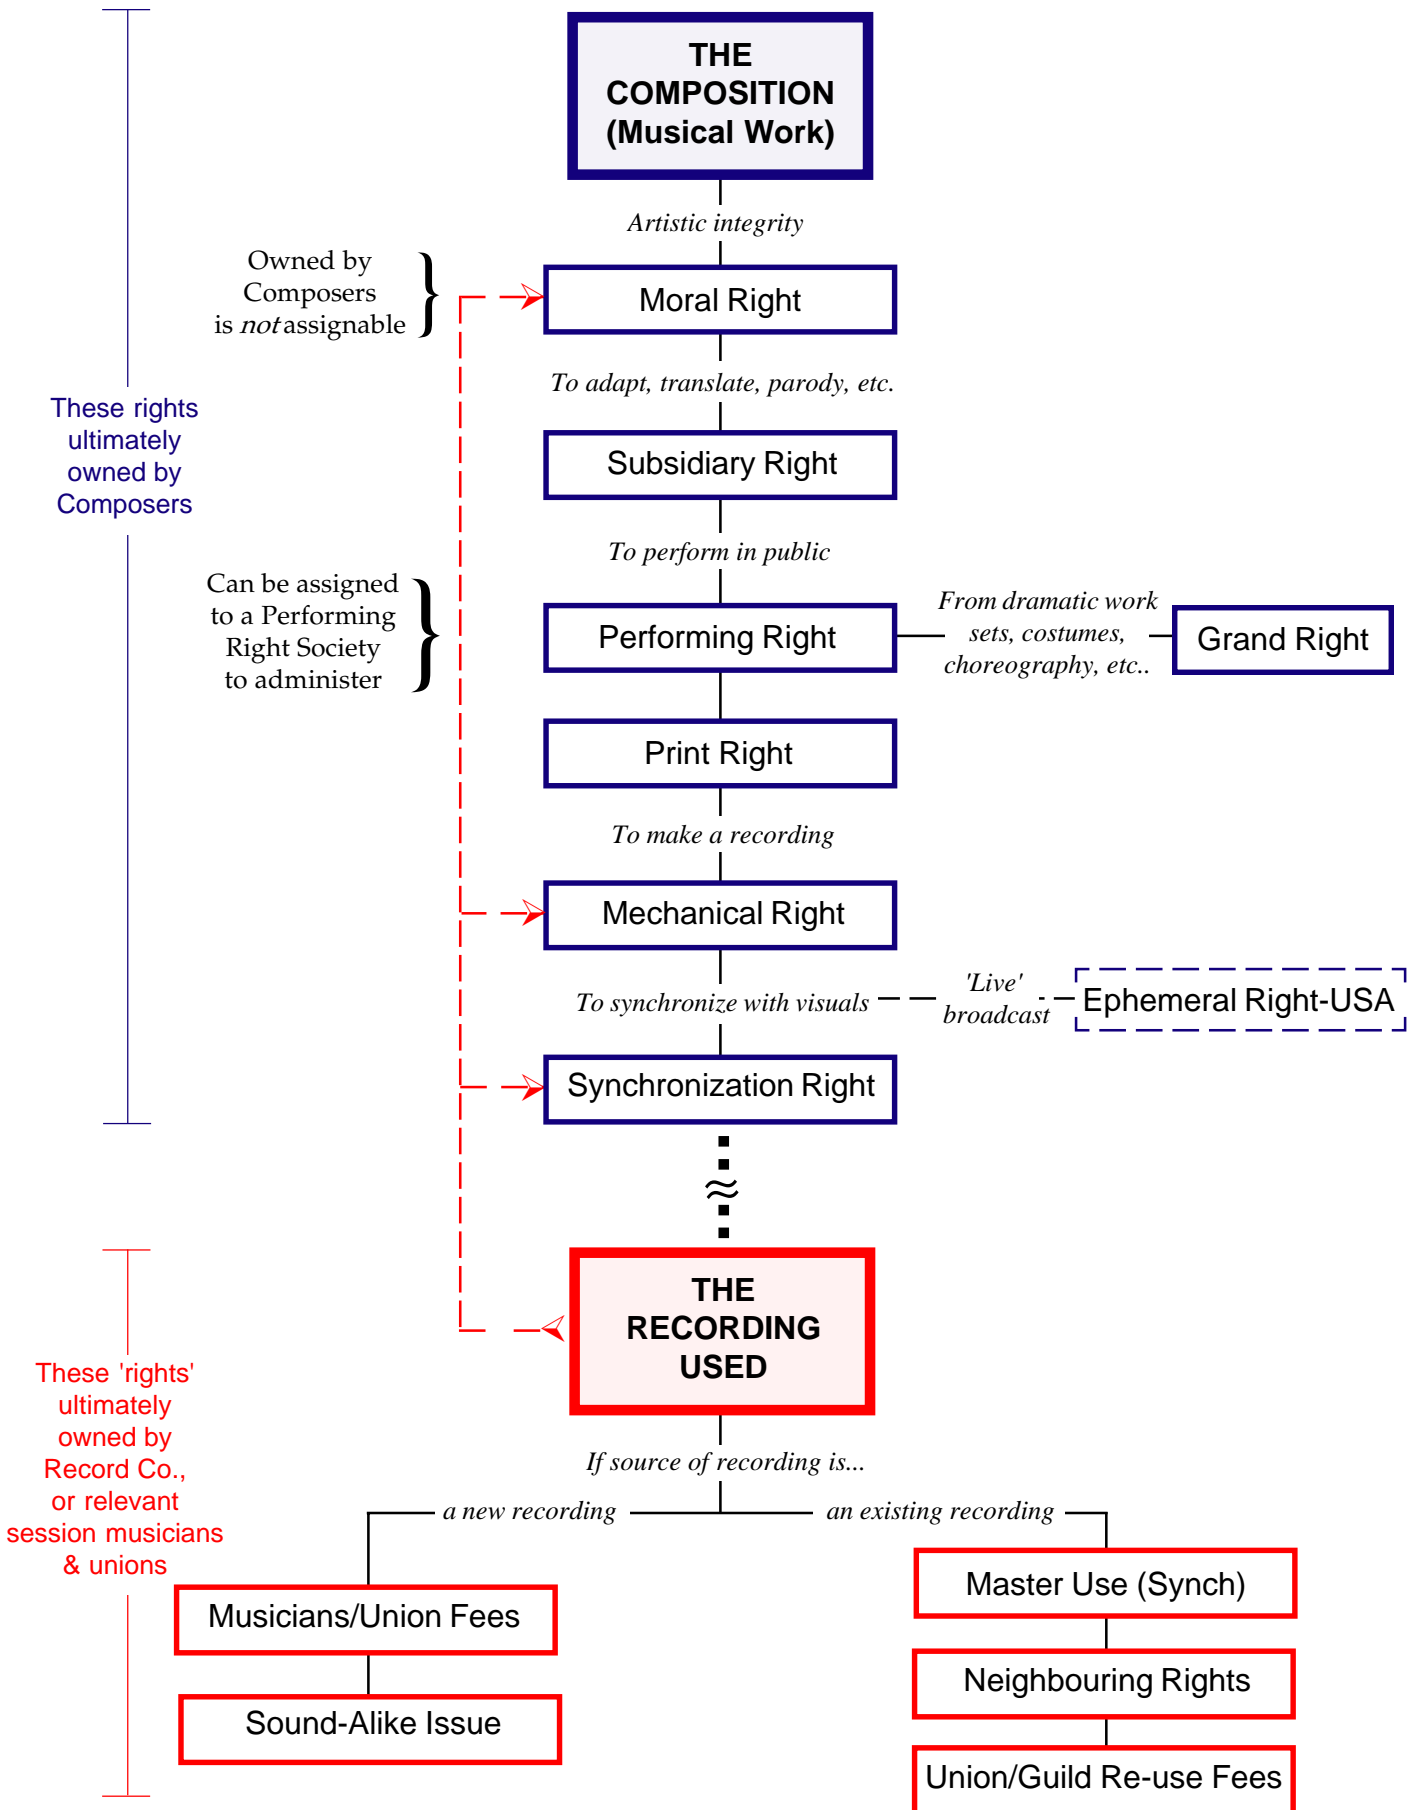 THE
COMPOSITION
(Musical Work)
Artistic integrity
Owned by
Composers
is not assignable
Moral Right
To adapt, translate, parody, etc.
These rights
ultimately
owned by
Composers
Subsidiary Right
To perform in public
Can be assigned
to a Performing
Right Society
to administer
Performing Right
From dramatic work
sets, costumes,
choreography, etc..
Grand Right
Print Right
To make a recording
Mechanical Right
To synchronize with visuals
'Live'
broadcast
Ephemeral Right-USA
Synchronization Right
THE
RECORDING
USED
These 'rights'
ultimately
owned by
Record Co.,
or relevant
session musicians
& unions
If source of recording is...
a new recording
an existing recording
Musicians/Union Fees
Sound-Alike Issue
Master Use (Synch)
Neighbouring Rights
Union/Guild Re-use Fees